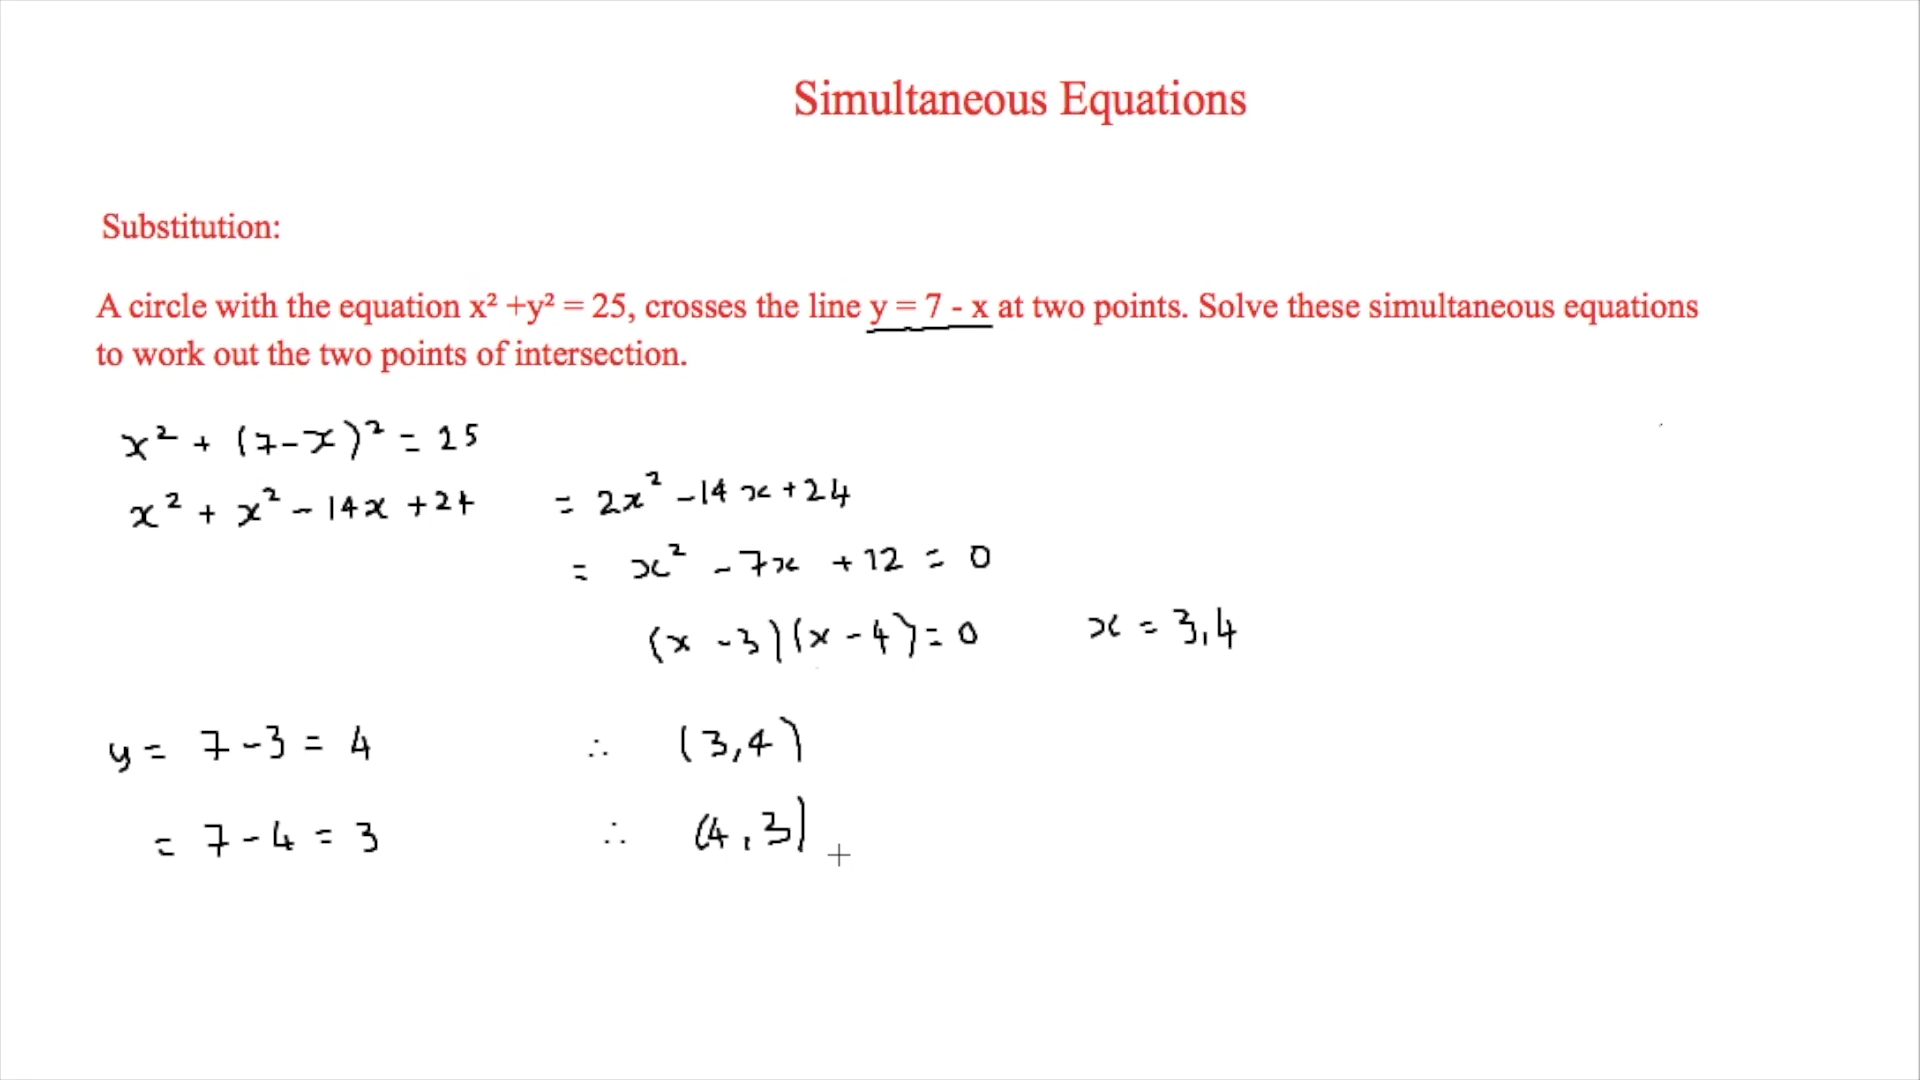 Simultaneous Equations
Substitution:
A circle with the equation x² +y² = 25, crosses the line y = 7 - x at two points. Solve these simultaneous equations
to work out the two points of intersection.
x² + (7-x)² = 25
x² + x² - 14x + 24 = 2x² - 14x + 24
= x² - 7x + 12 = 0
(x - 3)(x - 4) = 0 x = 3,4
y = 7 - 3 = 4 ∴ (3,4)
= 7 - 4 = 3 ∴ (4,3)